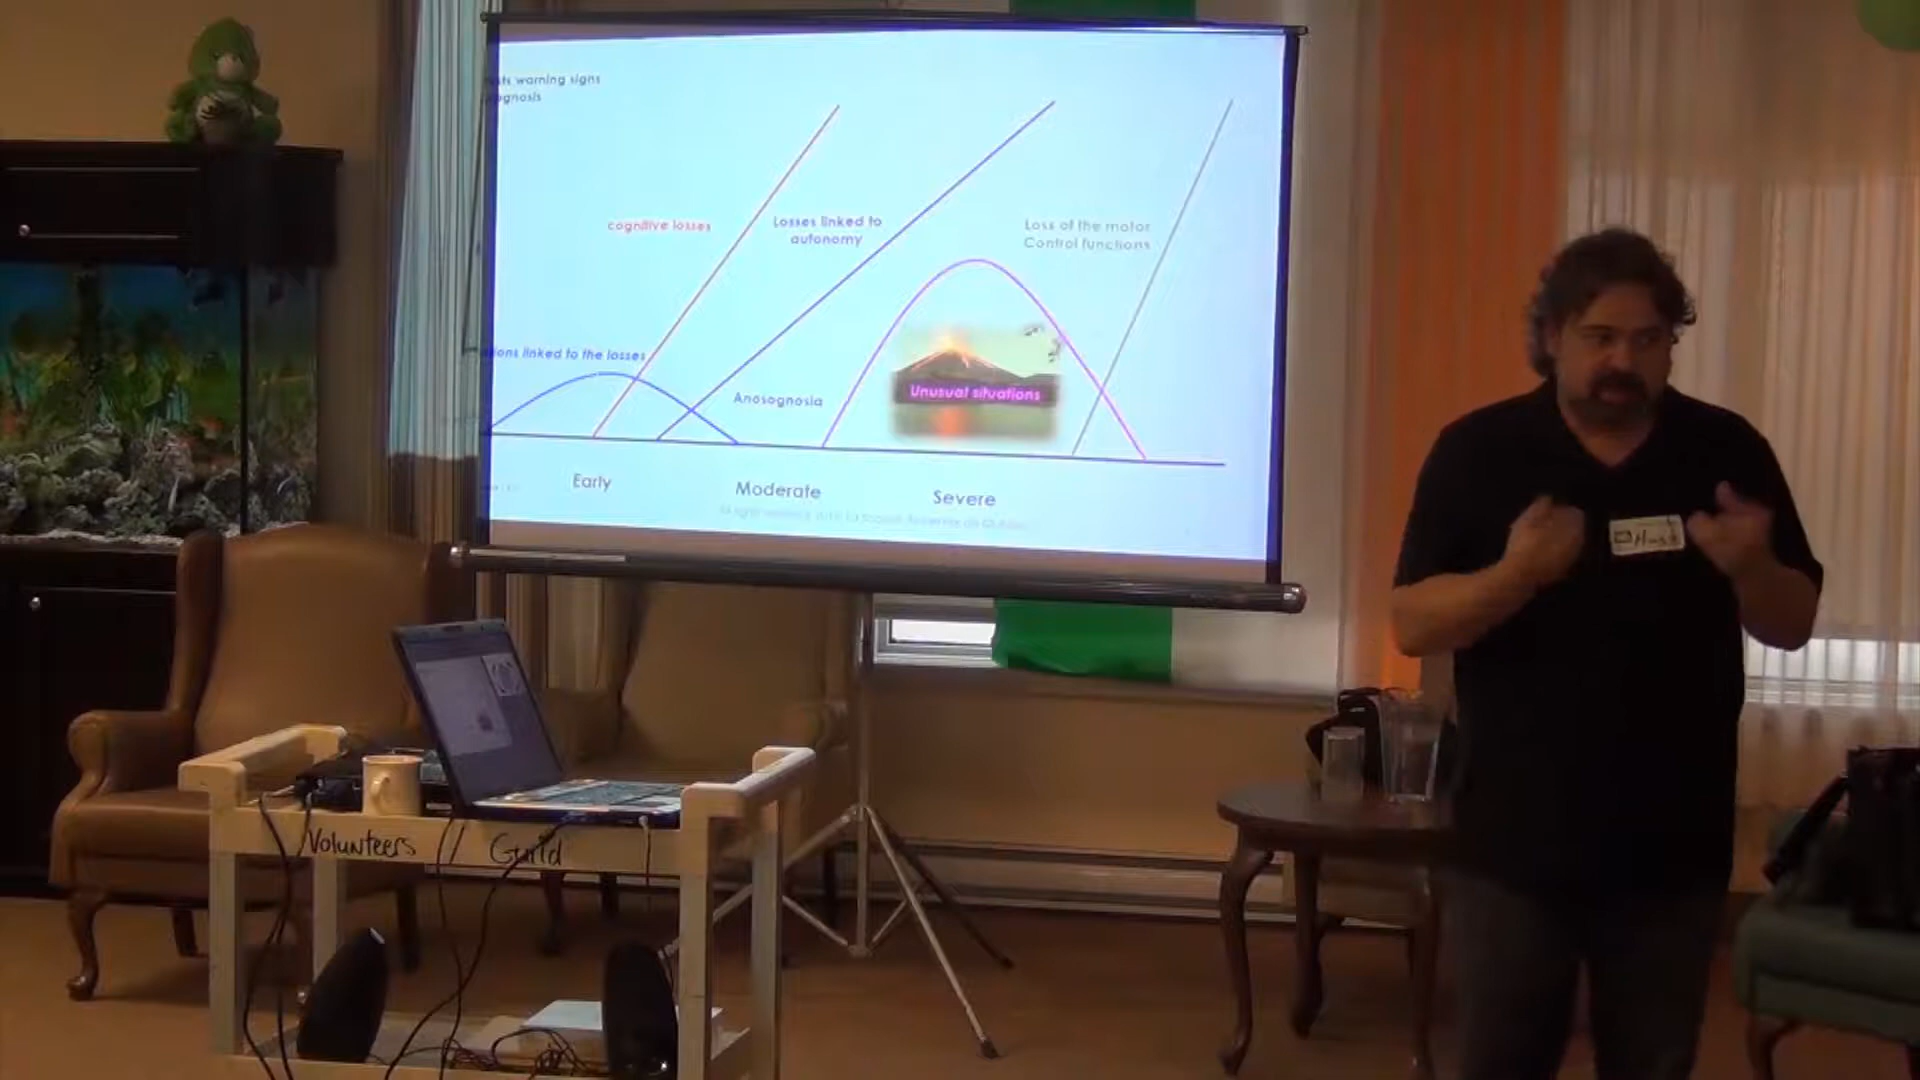 warning signs
cognitive losses
Losses linked to
autonomy
Loss of the motor
Control functions
linked to the losses
Anosognosia
Unusual situations
Early
Moderate
Severe
Volunteers / Guild